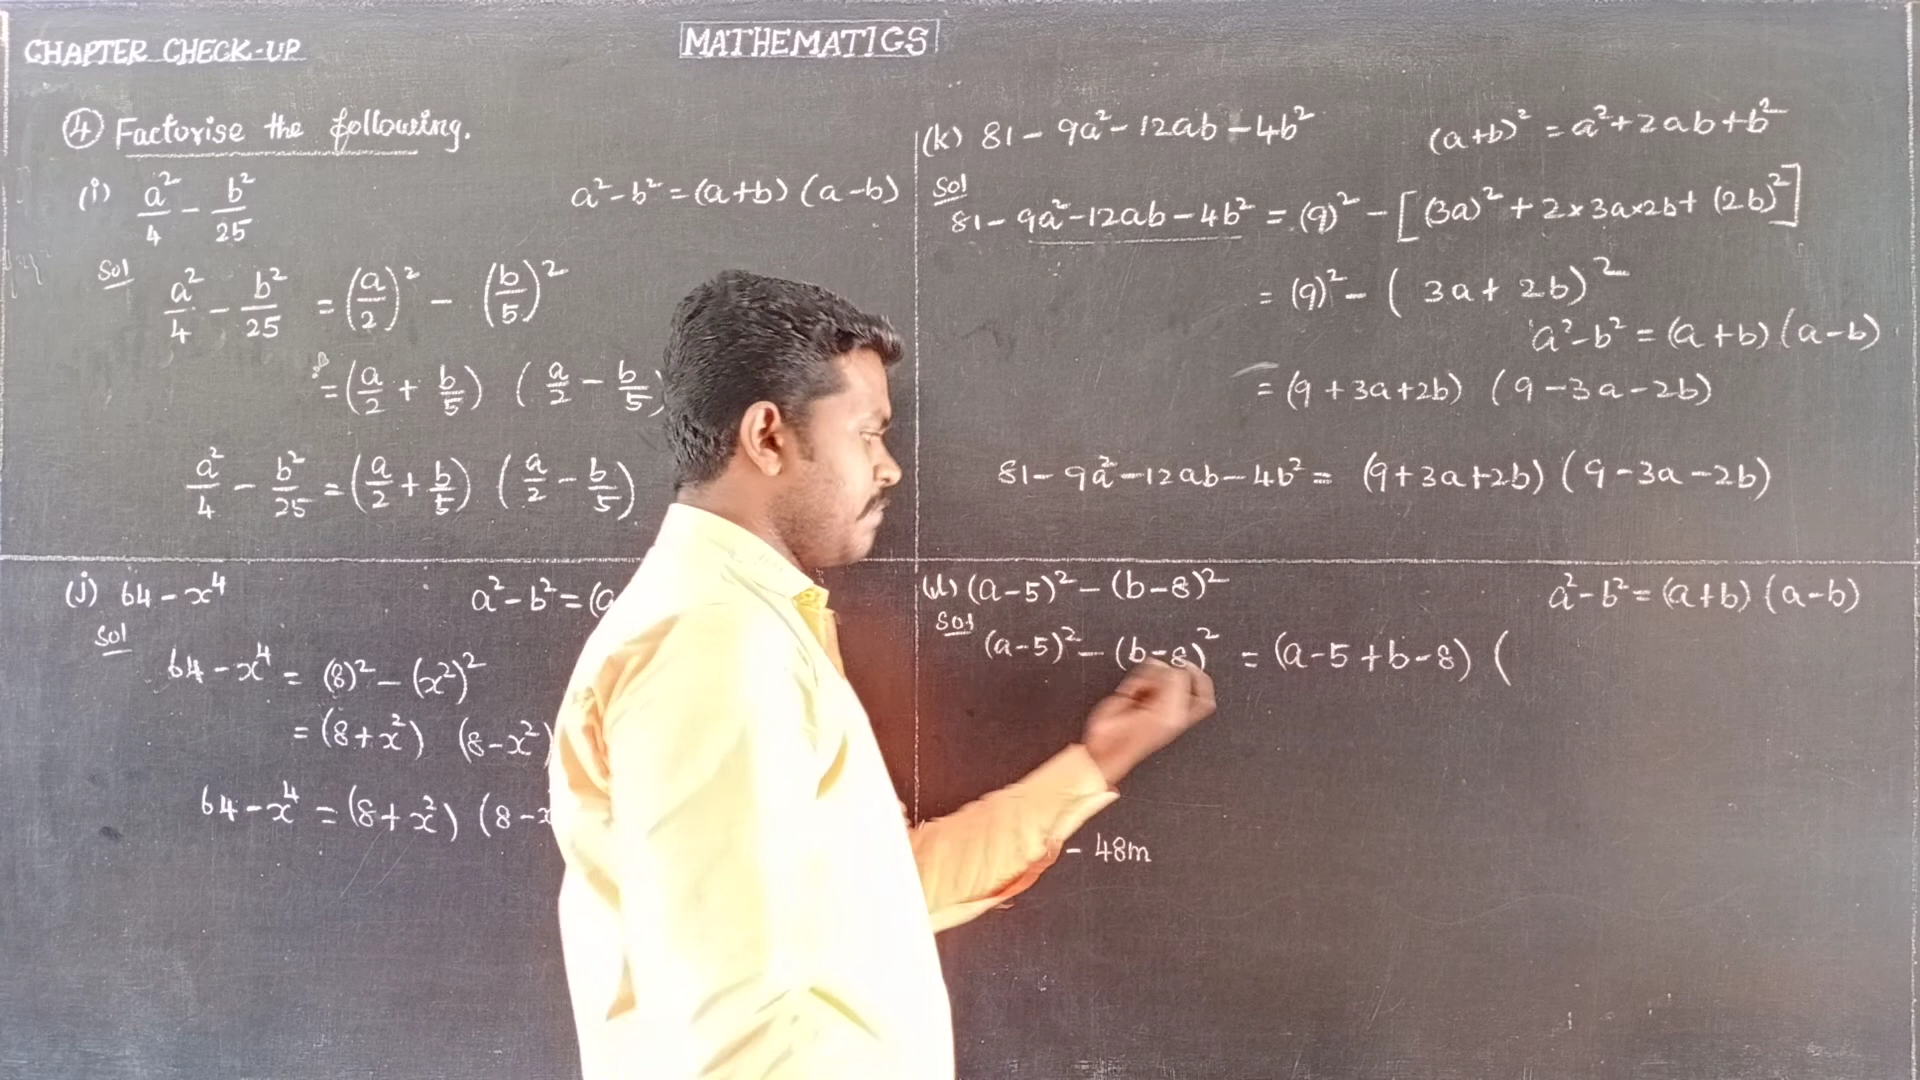 CHAPTER CHECK-UP
MATHEMATICS
④ Factorise the following.
(i) a²/4 - b²/25
a²-b²=(a+b)(a-b)
Sol
a²/4 - b²/25 = (a/2)² - (b/5)²
=(a/2 + b/5) (a/2 - b/5)
a²/4 - b²/25 = (a/2 + b/5) (a/2 - b/5)
(j) 64-x⁴
a²-b²=(a
Sol
64-x⁴ = (8)²-(x²)²
= (8+x²) (8-x²)
64-x⁴ = (8+x²) (8-x
(k) 81-9a²-12ab-4b²
(a+b)² = a²+2ab+b²
Sol
81-9a²-12ab-4b² = (9)² - [(3a)² + 2×3a×2b+ (2b)²]
= (9)² - (3a+2b)²
a²-b² = (a+b)(a-b)
= (9+3a+2b) (9-3a-2b)
81-9a²-12ab-4b² = (9+3a+2b) (9-3a-2b)
(a-5)²-(b-8)²
a²-b²=(a+b)(a-b)
Sol
(a-5)²-(b-8)² = (a-5+b-8) (
- 48m